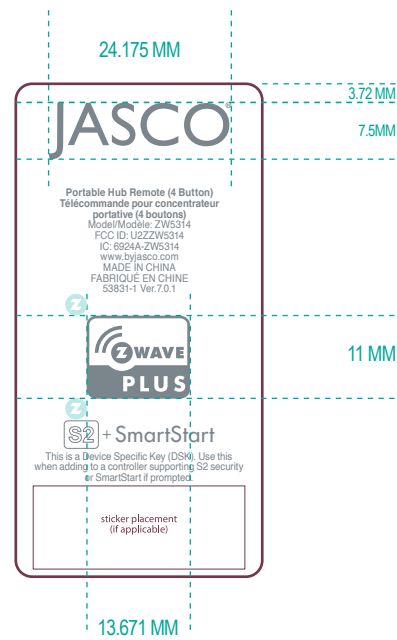 24.175 MM
3.72 MM
JASCO®
7.5MM
Portable Hub Remote (4 Button)
Télécommande pour concentrateur
portative (4 boutons)
Model/Modèle: ZW5314
FCC ID: U2ZZW5314
IC: 6924A-ZW5314
www.byjasco.com
MADE IN CHINA
FABRIQUÉ EN CHINE
53831-1 Ver.7.0.1
Z
Z WAVE
PLUS
11 MM
Z
S2 + SmartStart
This is a Device Specific Key (DSK). Use this
when adding to a controller supporting S2 security
or SmartStart if prompted.
sticker placement
(if applicable)
13.671 MM